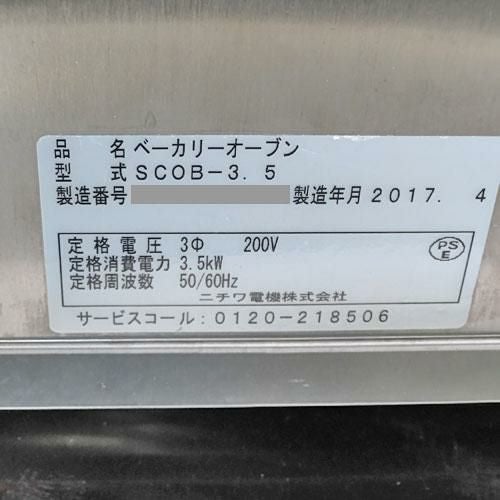 品　　名 ベーカリーオーブン
型　　式 SCOB-3.5
製造番号 製造年月 2017. 4
定格電圧 3Φ 200V
定格消費電力 3.5kW
定格周波数 50/60Hz
PS
E
ニチワ電機株式会社
サービスコール：0120-218506